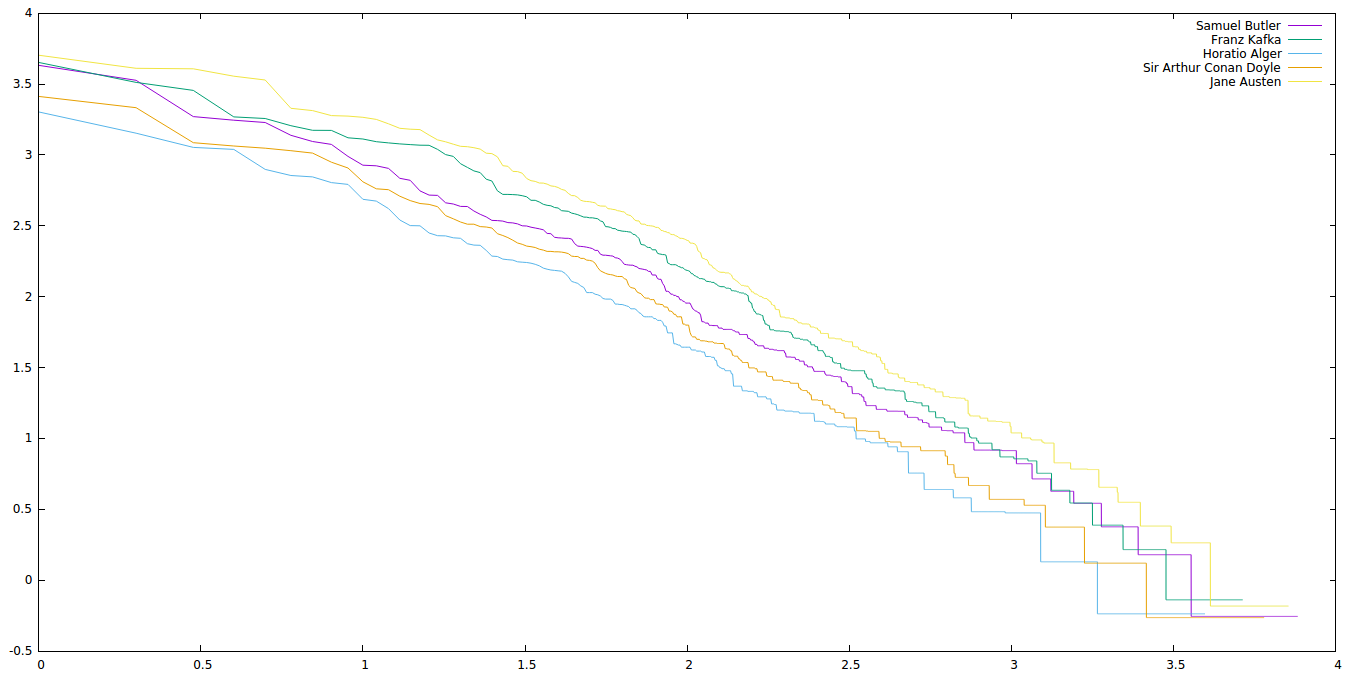 4
3.5
3
2.5
2
1.5
1
0.5
0
-0.5
Samuel Butler
Franz Kafka
Horatio Alger
Sir Arthur Conan Doyle
Jane Austen
0 0.5 1 1.5 2 2.5 3 3.5 4